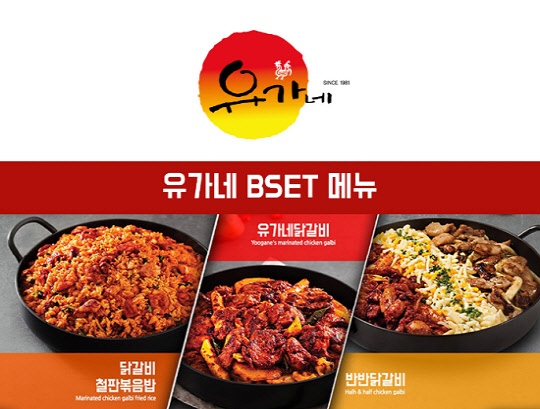 유가네
SINCE 1981
유가네 BSET 메뉴
닭갈비
철판볶음밥
Marinated chicken galbi fried rice
유가네닭갈비
Yoogane's marinated chicken galbi
반반닭갈비
Halh & half chicken galbi